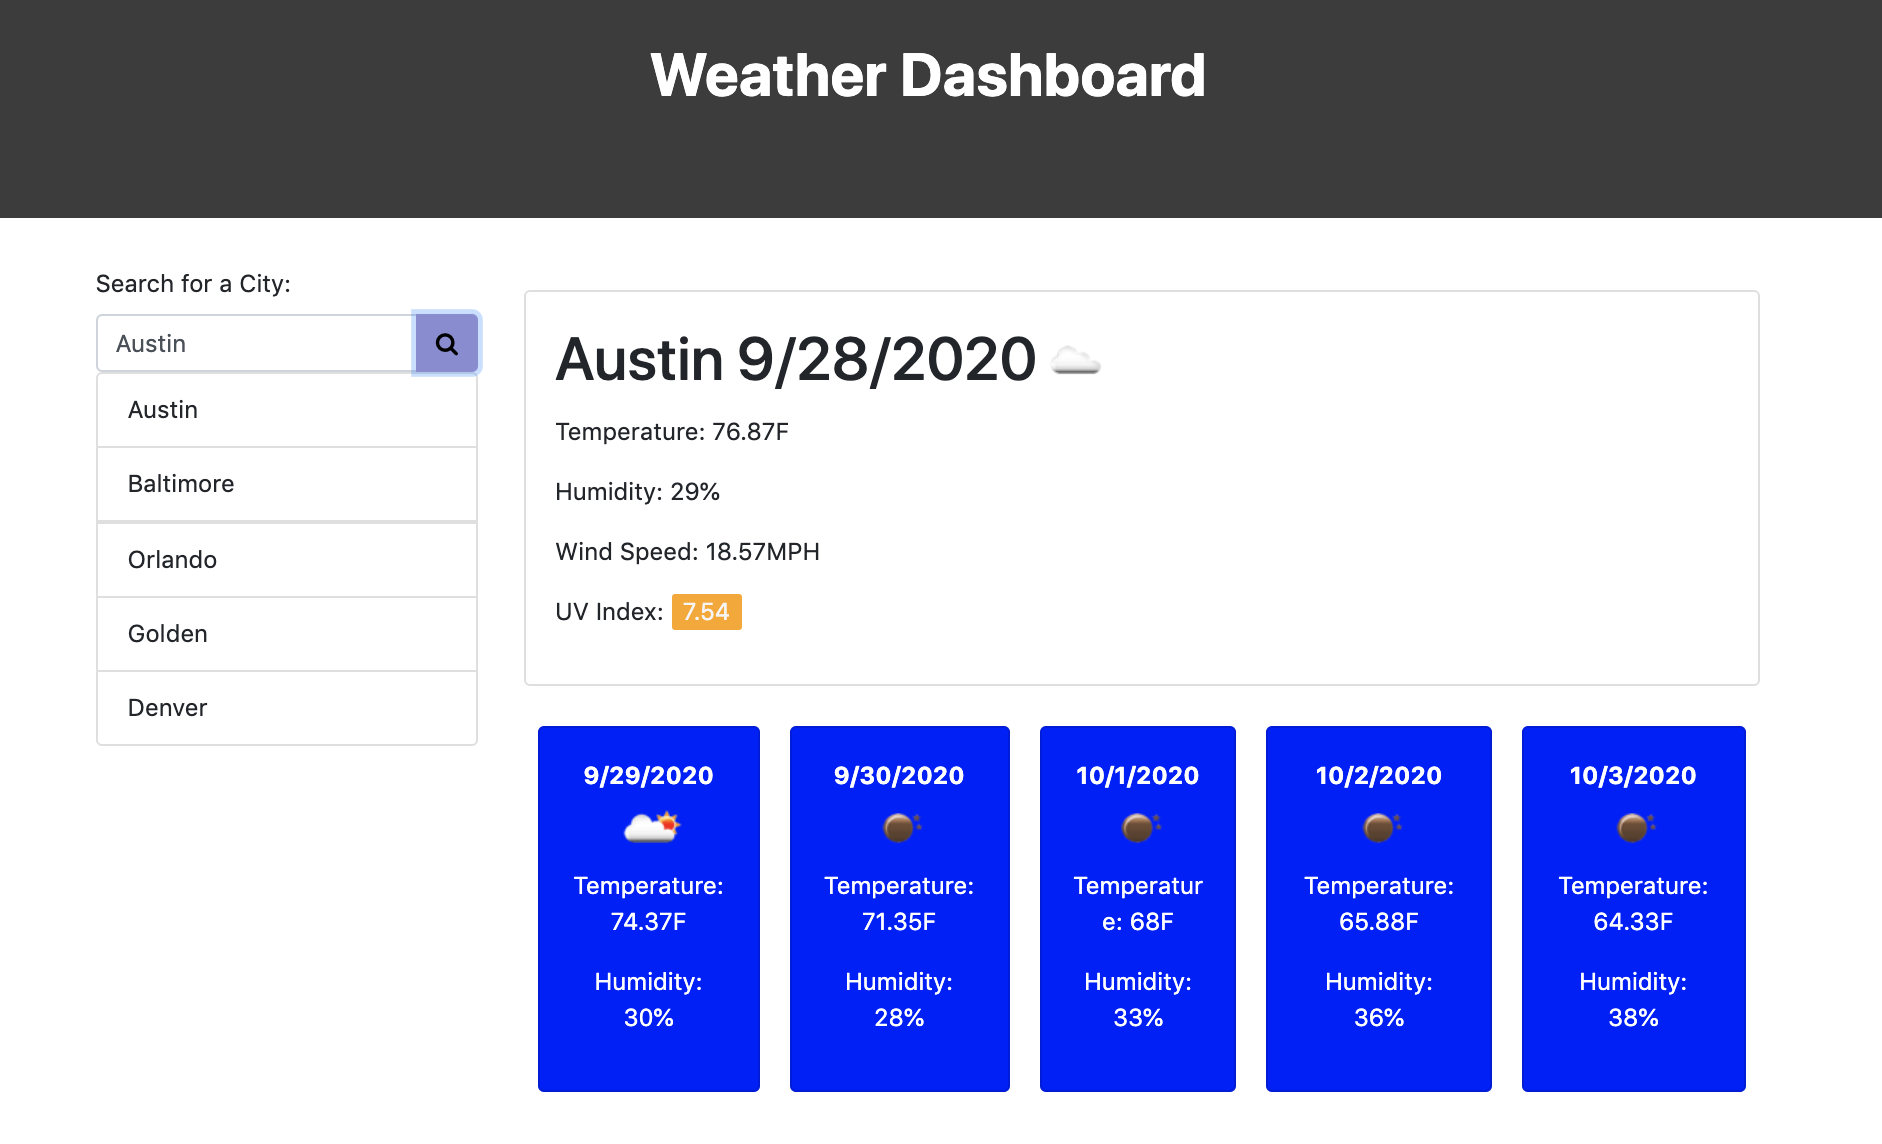 Weather Dashboard
Search for a City:
Austin
Austin
Baltimore
Orlando
Golden
Denver
Austin 9/28/2020
Temperature: 76.87F
Humidity: 29%
Wind Speed: 18.57MPH
UV Index: 7.54
9/29/2020
Temperature:
74.37F
Humidity:
30%
9/30/2020
Temperature:
71.35F
Humidity:
28%
10/1/2020
Temperatur
e: 68F
Humidity:
33%
10/2/2020
Temperature:
65.88F
Humidity:
36%
10/3/2020
Temperature:
64.33F
Humidity:
38%